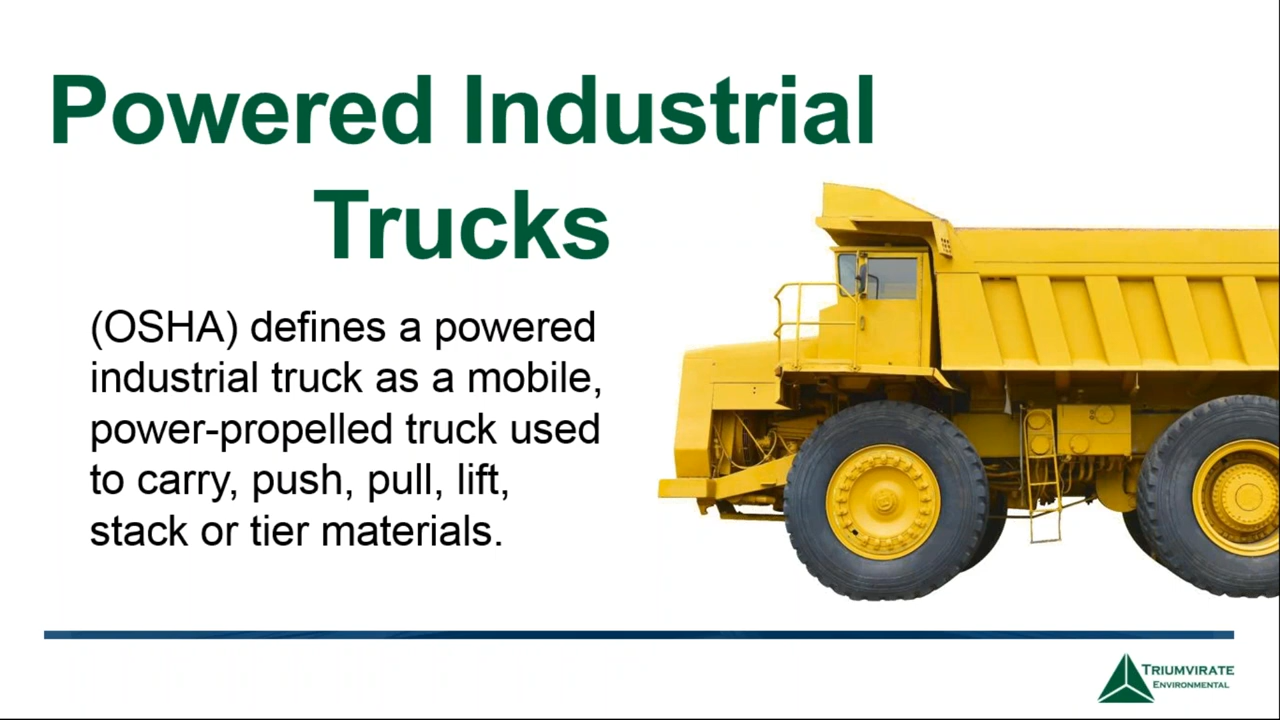 Powered Industrial
Trucks
(OSHA) defines a powered
industrial truck as a mobile,
power-propelled truck used
to carry, push, pull, lift,
stack or tier materials.
TRIUMVIRATE
ENVIRONMENTAL